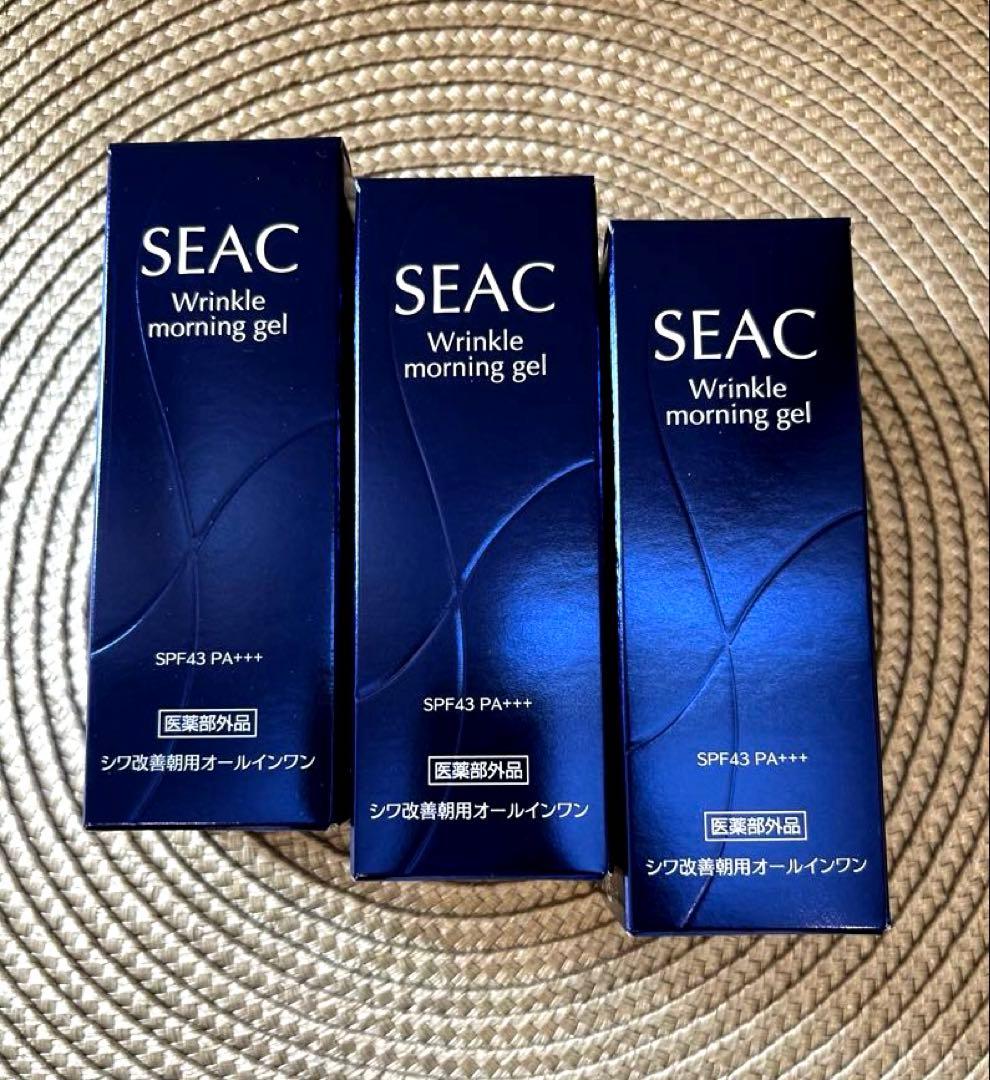 SEAC
Wrinkle
morning gel
SPF43 PA+++
医薬部外品
シワ改善朝用オールインワン
SEAC
Wrinkle
morning gel
SPF43 PA+++
医薬部外品
シワ改善朝用オールインワン
SEAC
Wrinkle
morning gel
SPF43 PA+++
医薬部外品
シワ改善朝用オールインワン